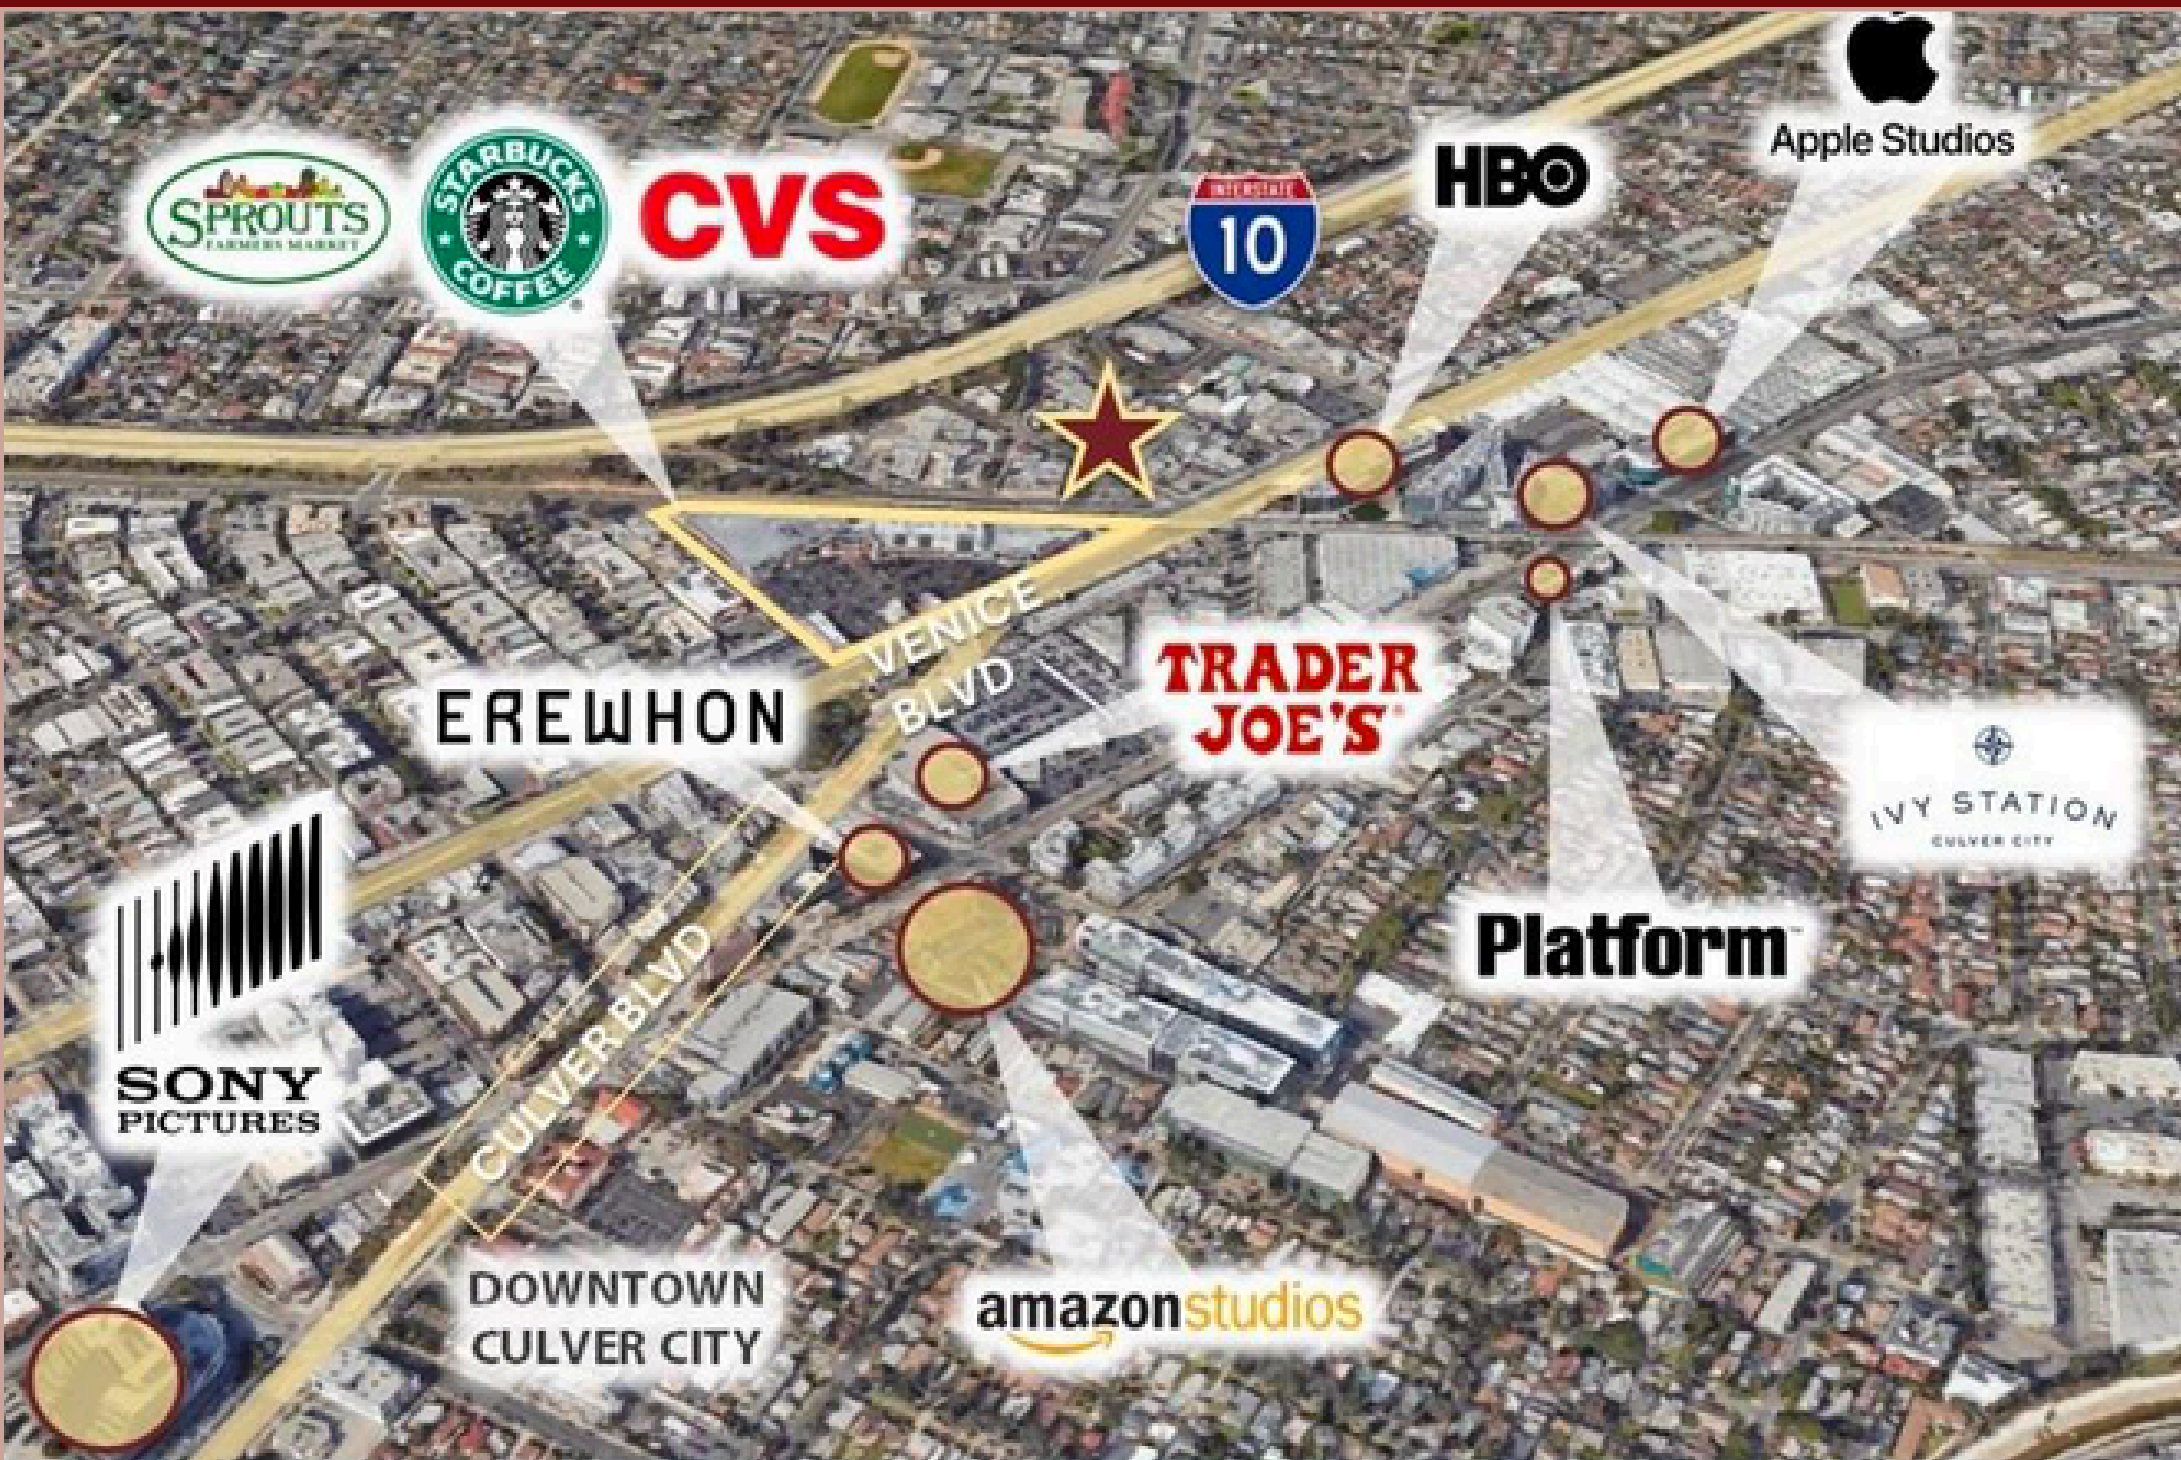 Apple Studios
HBO
SPROUTS
FARMERS MARKET
STARBUCKS
COFFEE
®
CVS
INTERSTATE
10
VENICE
BLVD
TRADER
JOE'S®
EREWHON
IVY STATION
CULVER CITY
Platform™
SONY
PICTURES
CULVER BLVD
DOWNTOWN
CULVER CITY
amazonstudios